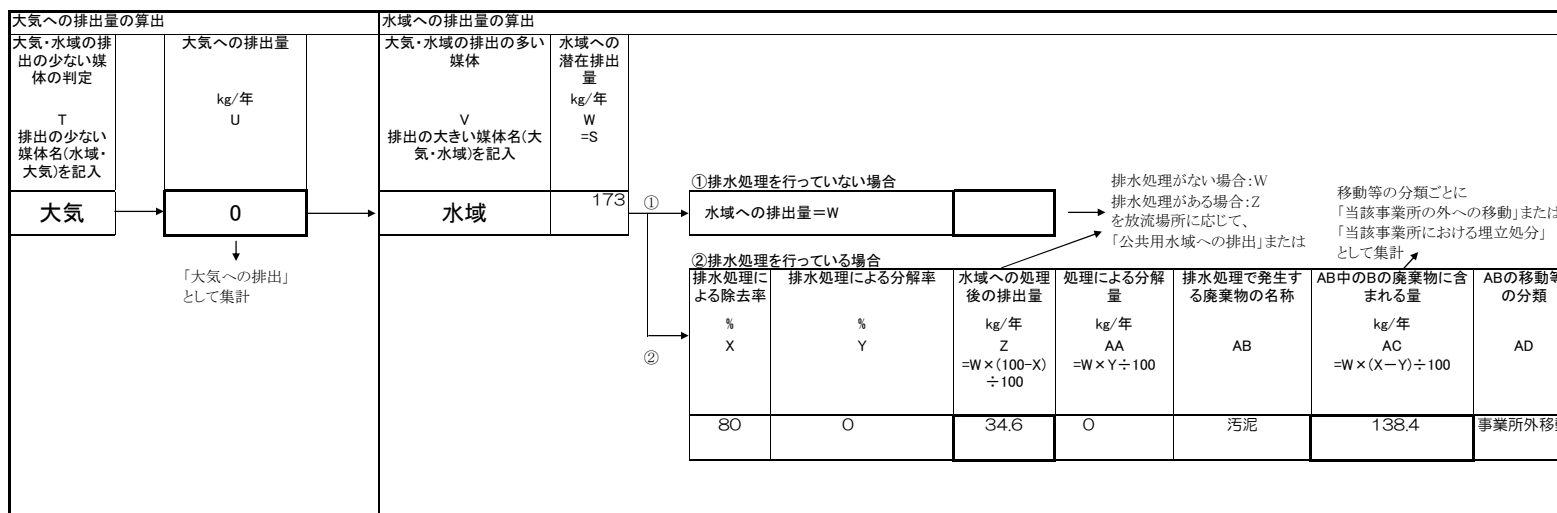 大気への排出量の算出
水域への排出量の算出
大気・水域の排
出の少ない媒
体の判定
T
排出の少ない
媒体名(水域・
大気)を記入
大気への排出量
kg/年
U
大気・水域の排出の多い
媒体
V
排出の大きい媒体名(大
気・水域)を記入
水域への
潜在排出
量
kg/年
W
=S
大気
0
水域
173
「大気への排出」
として集計
①
②
①排水処理を行っていない場合
水域への排出量=W
排水処理がない場合:W
排水処理がある場合:Z
を放流場所に応じて、
「公共用水域への排出」または
移動等の分類ごとに
「当該事業所の外への移動」または
「当該事業所における埋立処分」
として集計
②排水処理を行っている場合
排水処理に
よる除去率
%
X
排水処理による分解率
%
Y
水域への処理
後の排出量
kg/年
Z
=W×(100-X)
÷100
処理による分解
量
kg/年
AA
=W×Y÷100
排水処理で発生す
る廃棄物の名称
AB
AB中のBの廃棄物に含
まれる量
kg/年
AC
=W×(X-Y)÷100
ABの移動等
の分類
AD
80
0
34.6
0
汚泥
138.4
事業所外移